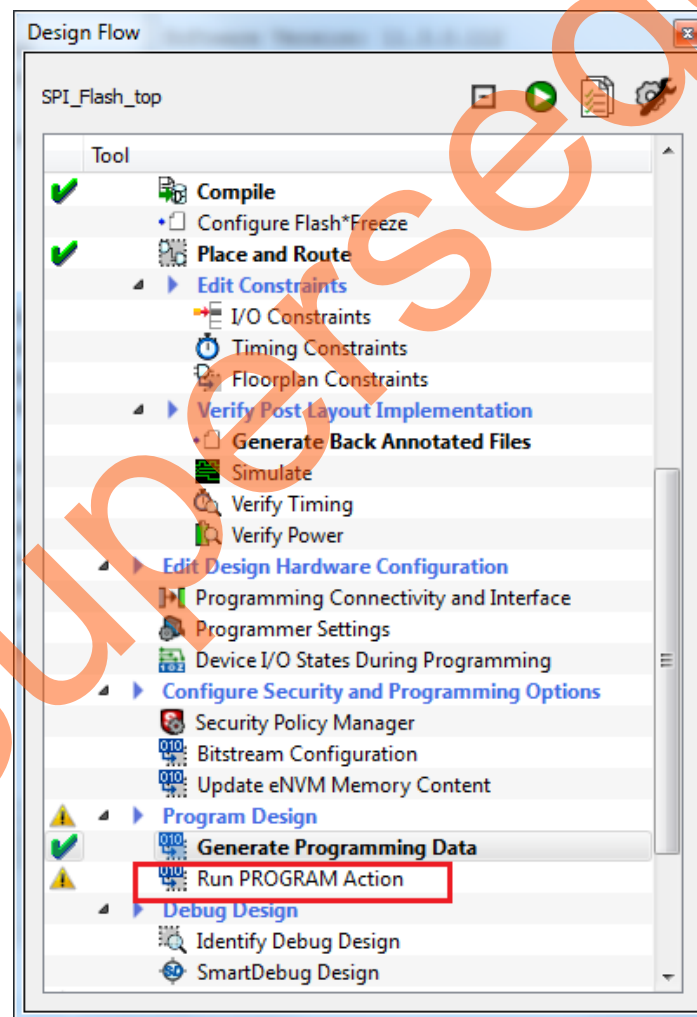 Design Flow
SPI_Flash_top
Tool
Compile
Configure Flash*Freeze
Place and Route
Edit Constraints
I/O Constraints
Timing Constraints
Floorplan Constraints
Verify Post Layout Implementation
Generate Back Annotated Files
Simulate
Verify Timing
Verify Power
Edit Design Hardware Configuration
Programming Connectivity and Interface
Programmer Settings
Device I/O States During Programming
Configure Security and Programming Options
Security Policy Manager
Bitstream Configuration
Update eNVM Memory Content
Program Design
Generate Programming Data
Run PROGRAM Action
Debug Design
Identify Debug Design
SmartDebug Design